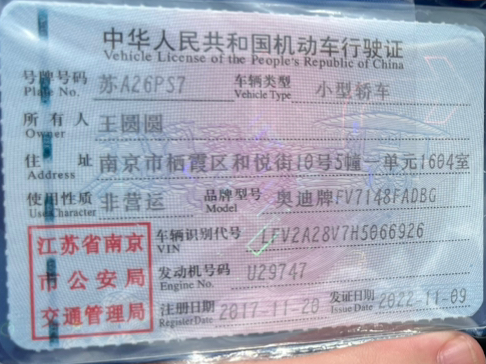 中华人民共和国机动车行驶证
Vehicle License of the People's Republic of China
号牌号码 苏A26PS7 车辆类型 小型轿车
Plate No. Vehicle Type
所有人 王圆圆
Owner
住址 南京市栖霞区和悦街10号5幢一单元1604室
Address
使用性质 非营运 品牌型号 奥迪牌FV7148FADBG
Use Character Model
江苏省南京 车辆识别代号 LFV2A28V7H5066926
VIN
市公安局 发动机号码 U29747
Engine No.
交通管理局 注册日期 2017-11-20 发证日期 2022-11-09
Register Date Issue Date